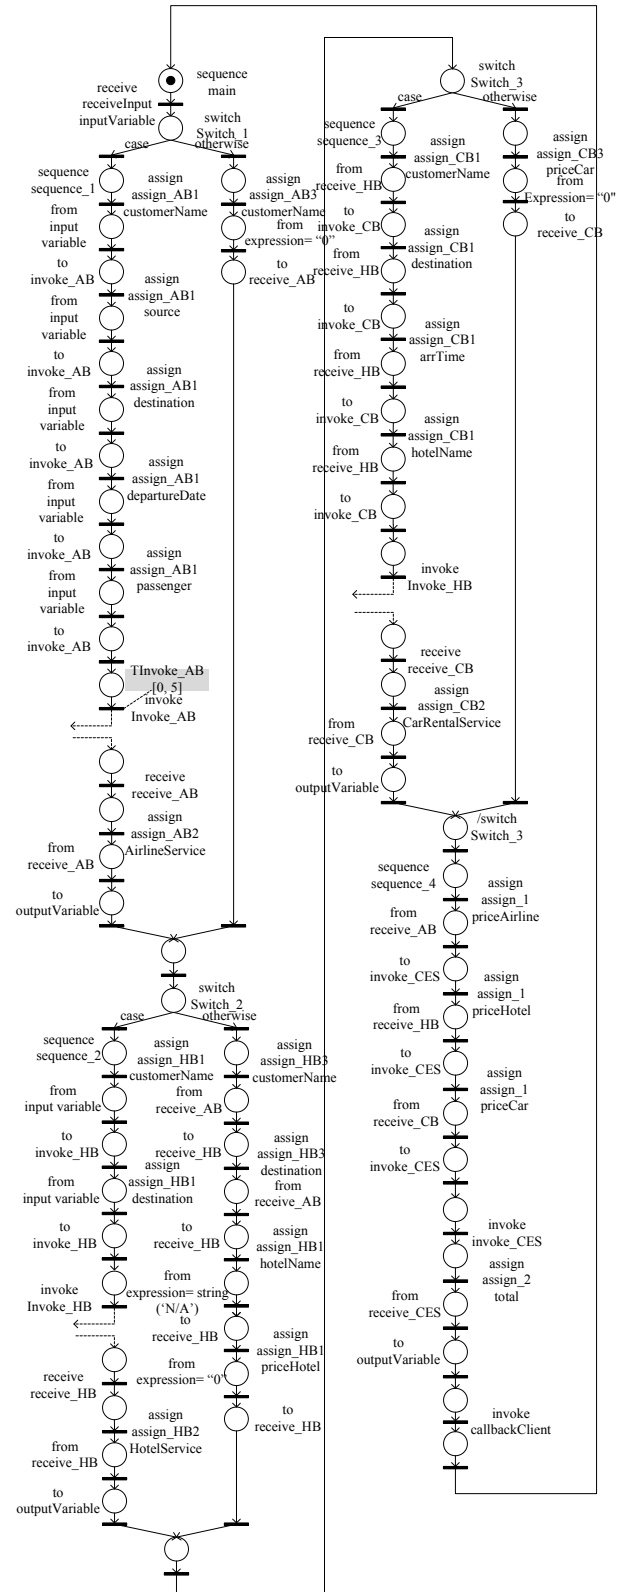 sequence
main
receive
receiveInput
inputVariable
switch
Switch_1
case
otherwise
sequence
sequence_1
assign
assign_AB1
customerName
assign
assign_AB3
customerName
from
input
variable
from
expression= “0”
to
invoke_AB
to
receive_AB
assign
assign_AB1
source
from
input
variable
to
invoke_AB
assign
assign_AB1
destination
from
input
variable
to
invoke_AB
assign
assign_AB1
departureDate
from
input
variable
to
invoke_AB
assign
assign_AB1
passenger
from
input
variable
to
invoke_AB
TInvoke_AB
[0, 5]
invoke
Invoke_AB
receive
receive_AB
assign
assign_AB2
AirlineService
from
receive_AB
to
outputVariable
switch
Switch_2
case
otherwise
sequence
sequence_2
assign
assign_HB1
customerName
assign
assign_HB3
customerName
from
input variable
from
receive_AB
to
invoke_HB
to
receive_HB
assign
assign_HB1
destination
assign
assign_HB3
destination
from
input variable
from
receive_AB
to
invoke_HB
to
receive_HB
assign
assign_HB1
hotelName
invoke
Invoke_HB
from
expression= string
(‘N/A’)
to
receive_HB
assign
assign_HB1
priceHotel
receive
receive_HB
from
expression= “0”
assign
assign_HB2
HotelService
to
receive_HB
from
receive_HB
to
outputVariable
switch
Switch_3
case
otherwise
sequence
sequence_3
assign
assign_CB1
customerName
assign
assign_CB3
priceCar
from
receive_HB
from
Expression= “0"
to
invoke_CB
to
receive_CB
assign
assign_CB1
destination
from
receive_HB
to
invoke_CB
assign
assign_CB1
arrTime
from
receive_HB
to
invoke_CB
assign
assign_CB1
hotelName
from
receive_HB
to
invoke_CB
invoke
Invoke_HB
receive
receive_CB
assign
assign_CB2
CarRentalService
from
receive_CB
to
outputVariable
/switch
Switch_3
sequence
sequence_4
assign
assign_1
priceAirline
from
receive_AB
to
invoke_CES
assign
assign_1
priceHotel
from
receive_HB
to
invoke_CES
assign
assign_1
priceCar
from
receive_CB
to
invoke_CES
invoke
invoke_CES
assign
assign_2
total
from
receive_CES
to
outputVariable
invoke
callbackClient